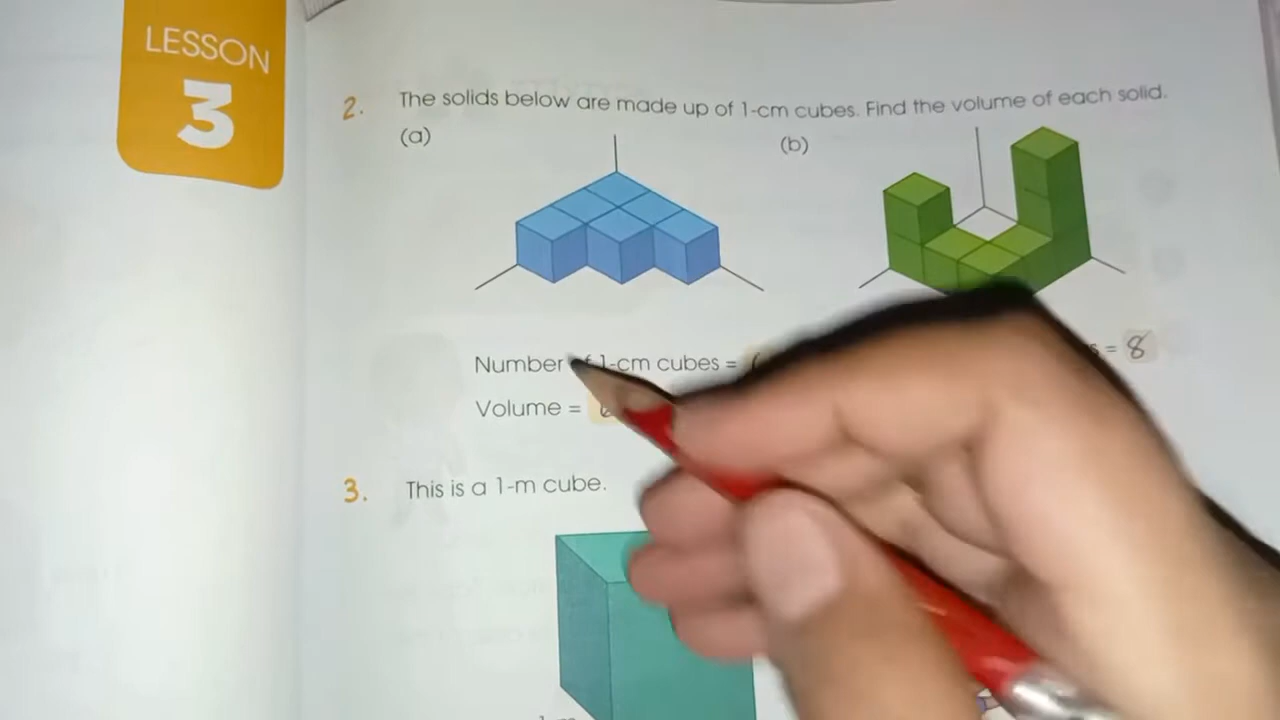 LESSON
3
2. The solids below are made up of 1-cm cubes. Find the volume of each solid.
(a) (b)
Number 1-cm cubes = = 8
Volume =
3. This is a 1-m cube.